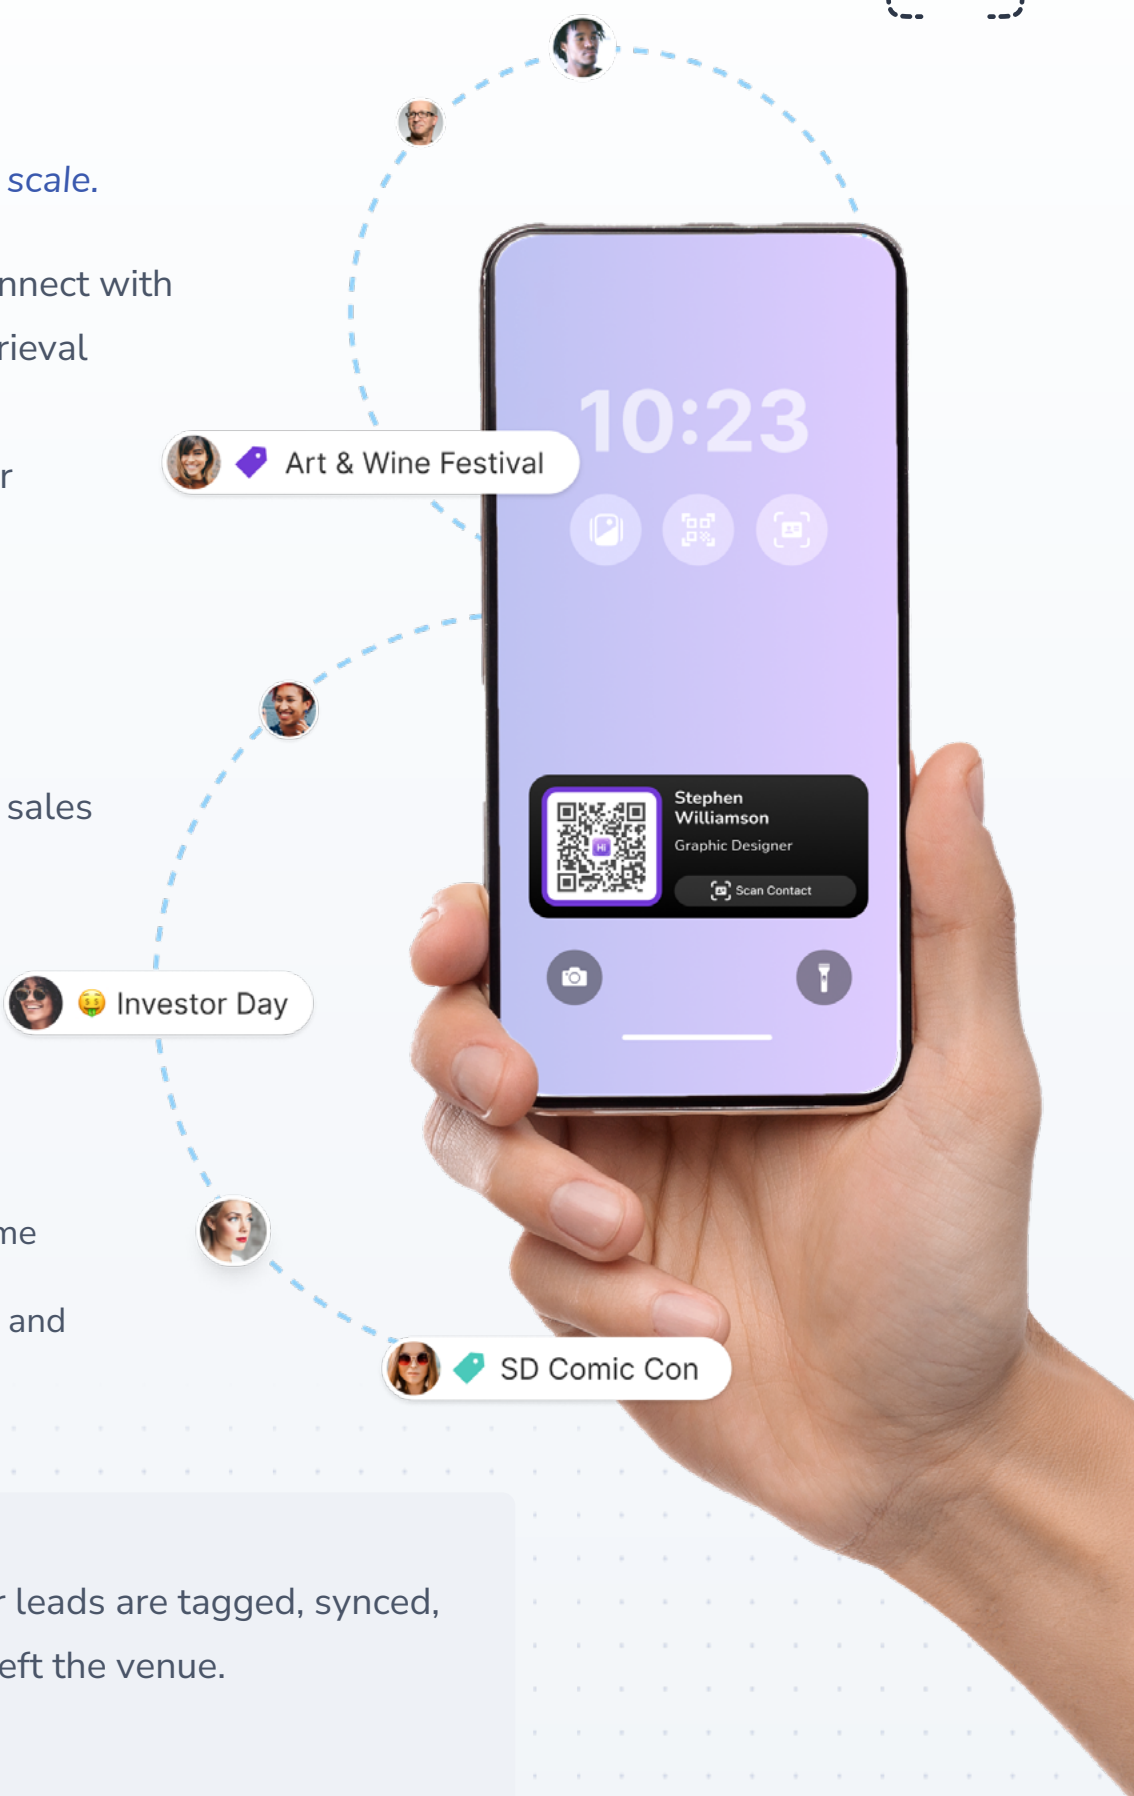 scale.
nnect with
rieval
10:23
Art & Wine Festival
r
Stephen
Williamson
sales
Graphic Designer
Hi
Scan Contact
Investor Day
me
and
SD Comic Con
r leads are tagged, synced,
eft the venue.